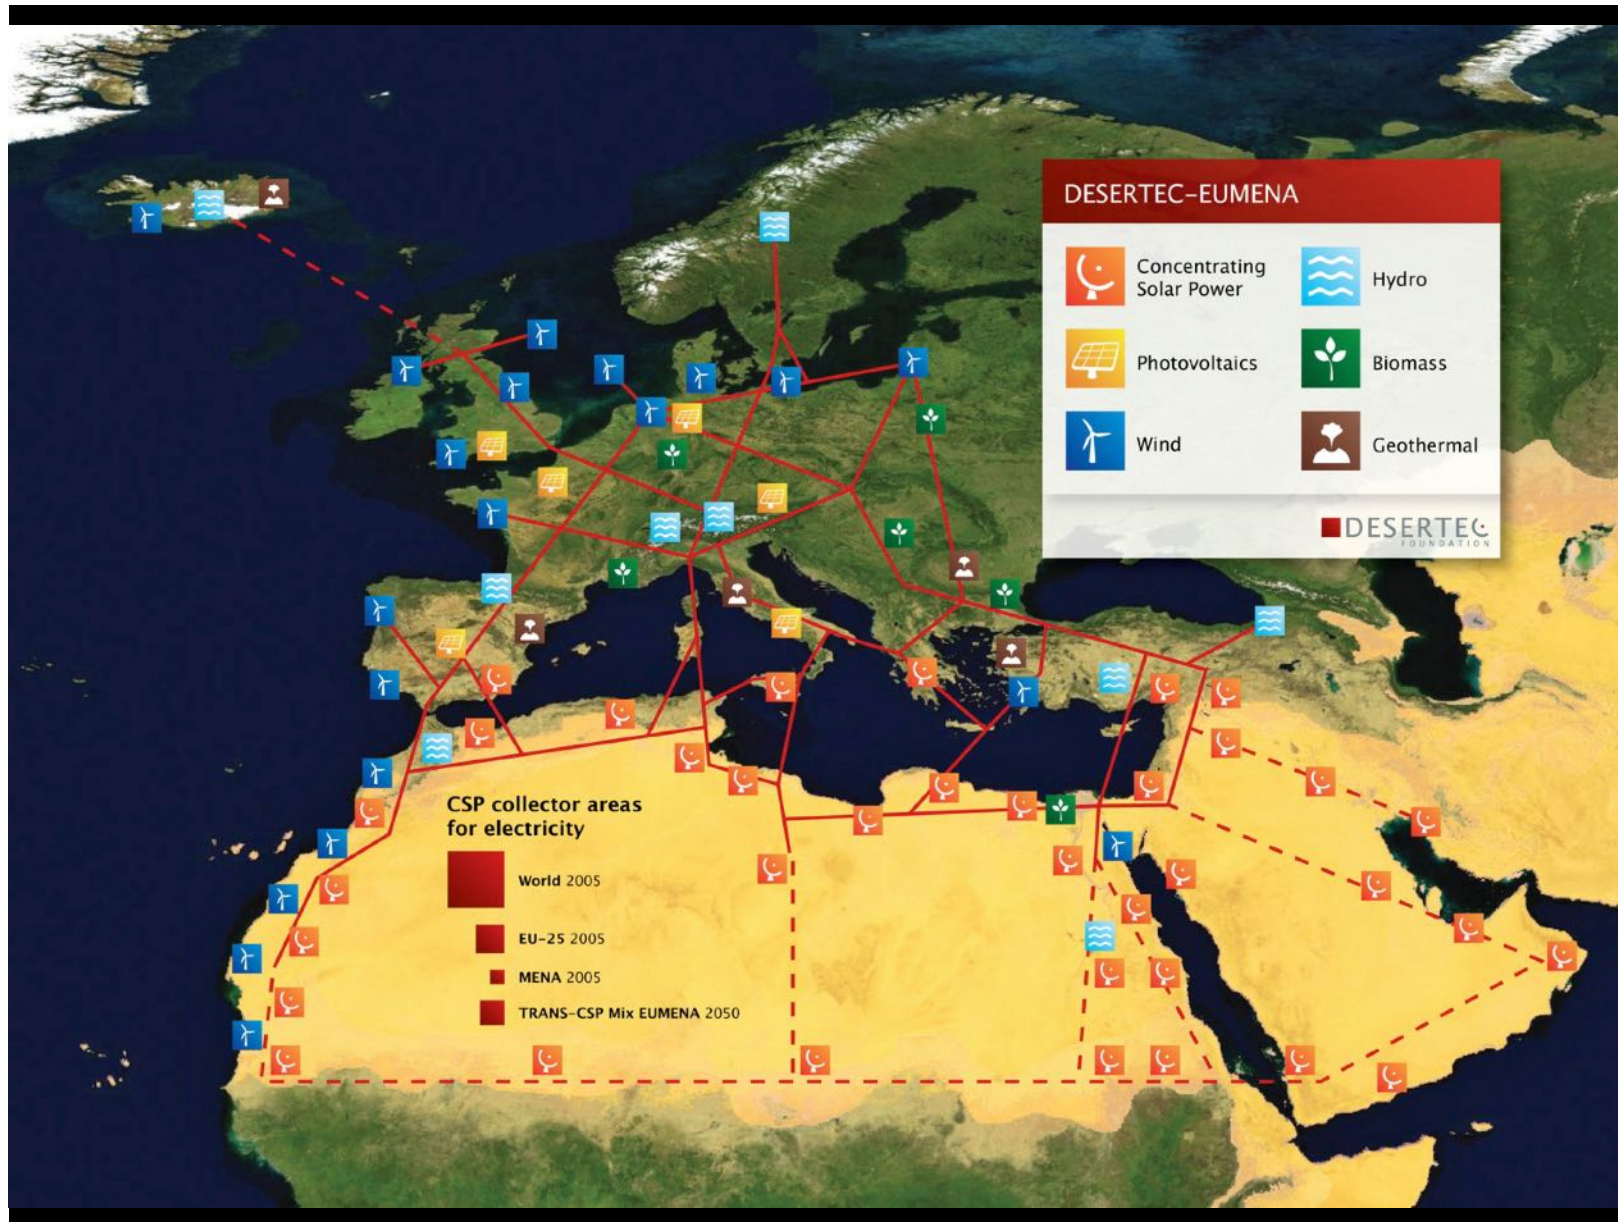 DESERTEC-EUMENA
Concentrating
Solar Power
Hydro
Photovoltaics
Biomass
Wind
Geothermal
DESERTEC
FOUNDATION
CSP collector areas
for electricity
World 2005
EU-25 2005
MENA 2005
TRANS-CSP Mix EUMENA 2050